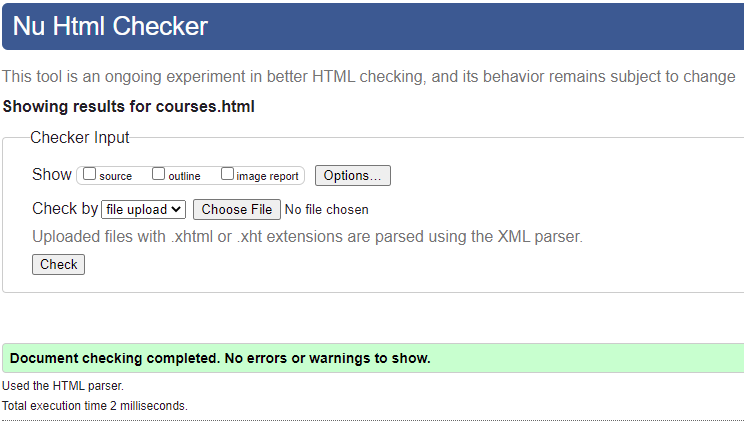 Nu Html Checker
This tool is an ongoing experiment in better HTML checking, and its behavior remains subject to change
Showing results for courses.html
Checker Input
Show source outline image report Options...
Check by file upload Choose File No file chosen
Uploaded files with .xhtml or .xht extensions are parsed using the XML parser.
Check
Document checking completed. No errors or warnings to show.
Used the HTML parser.
Total execution time 2 milliseconds.